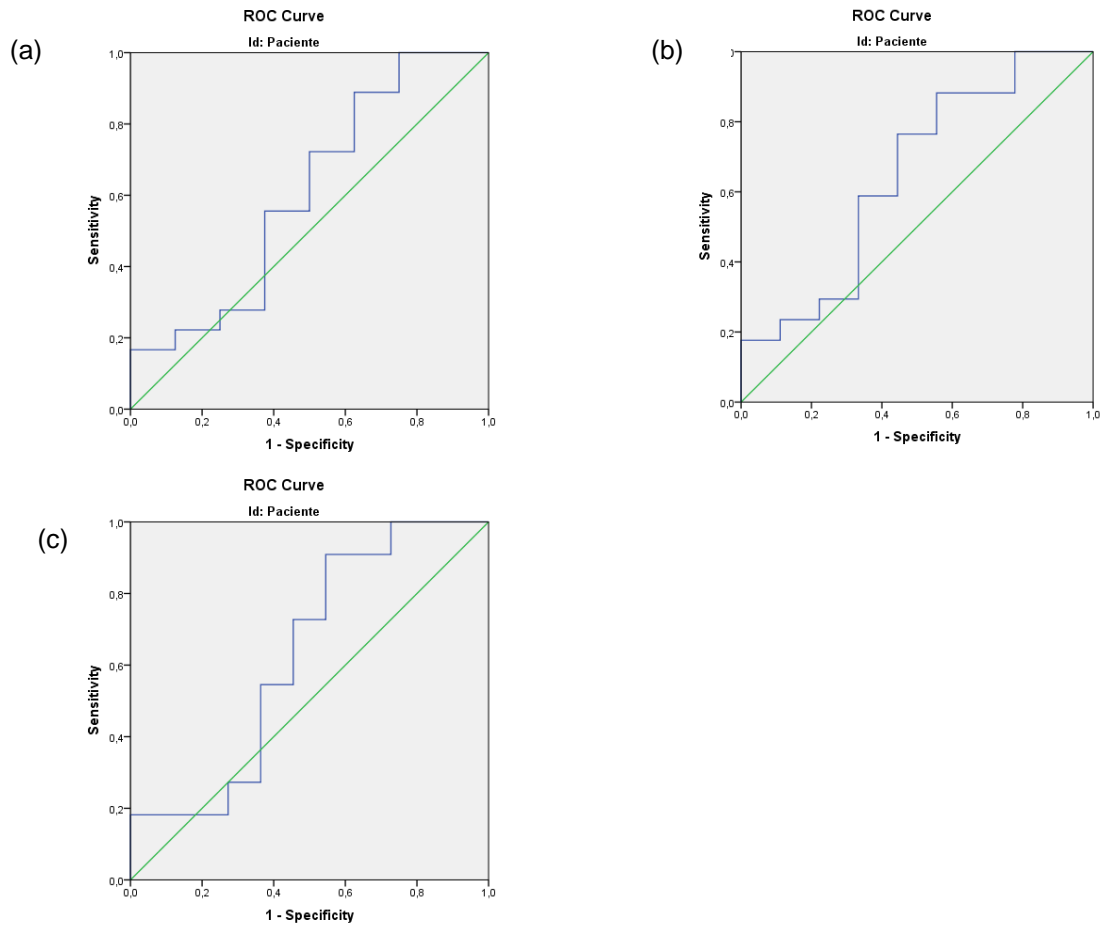 (a)
ROC Curve
Id: Paciente
1,0
0,8
0,6
0,4
0,2
0,0
Sensitivity
0,0 0,2 0,4 0,6 0,8 1,0
1 - Specificity
(b)
ROC Curve
Id: Paciente
0,8
0,6
0,4
0,2
0,0
Sensitivity
0,0 0,2 0,4 0,6 0,8 1,0
1 - Specificity
(c)
ROC Curve
Id: Paciente
1,0
0,8
0,6
0,4
0,2
0,0
Sensitivity
0,0 0,2 0,4 0,6 0,8 1,0
1 - Specificity